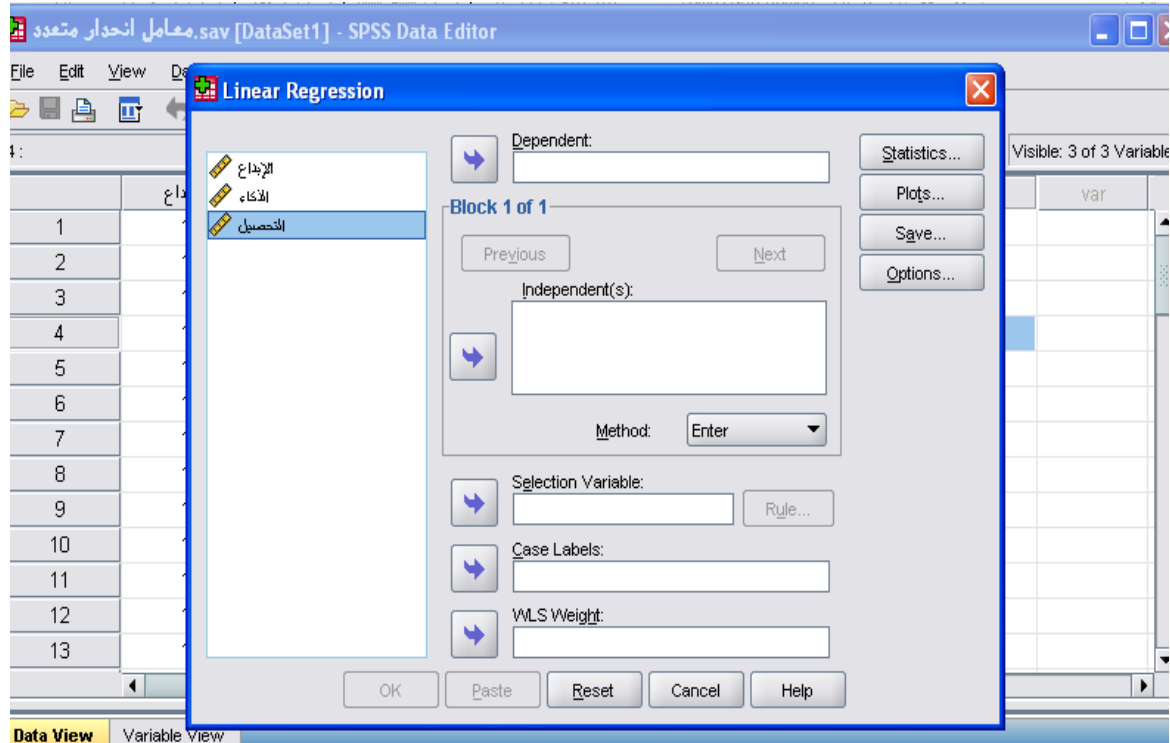 معامل انحدار متعدد.sav [DataSet1] - SPSS Data Editor
File Edit View
Linear Regression
Visible: 3 of 3 Variable
الإبداع
الذكاء
التحصيل
Dependent:
Block 1 of 1
Previous Next
Independent(s):
Method: Enter
Selection Variable:
Rule...
Case Labels:
WLS Weight:
Statistics...
Plots...
Save...
Options...
OK Paste Reset Cancel Help
var
1
2
3
4
5
6
7
8
9
10
11
12
13
Data View Variable View